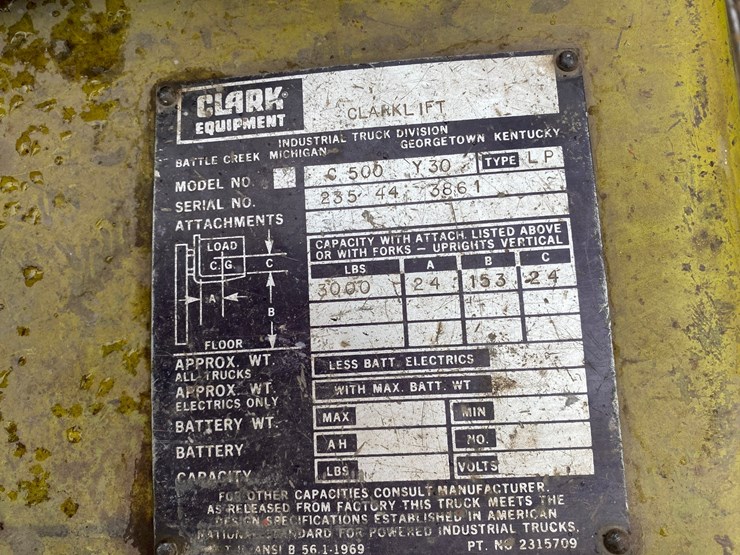 CLARK
EQUIPMENT
CLARKLIFT
INDUSTRIAL TRUCK DIVISION
BATTLE CREEK MICHIGAN GEORGETOWN KENTUCKY
MODEL NO. C 500 Y 30 TYPE LP
SERIAL NO. 235 44 3861
ATTACHMENTS
CAPACITY WITH ATTACH. LISTED ABOVE
OR WITH FORKS – UPRIGHTS VERTICAL
LBS A B C
3000 24 153 24
LOAD
C.G.
C
A
B
FLOOR
APPROX. WT. LESS BATT. ELECTRICS
ALL TRUCKS
APPROX. WT. WITH MAX. BATT. WT
ELECTRICS ONLY
BATTERY WT. MAX MIN
BATTERY AH NO.
CAPACITY LBS VOLTS
FOR OTHER CAPACITIES CONSULT MANUFACTURER.
AS RELEASED FROM FACTORY THIS TRUCK MEETS THE
DESIGN SPECIFICATIONS ESTABLISHED IN AMERICAN
NATIONAL STANDARD FOR POWERED INDUSTRIAL TRUCKS,
ANSI B 56.1-1969 PT. NO 2315709